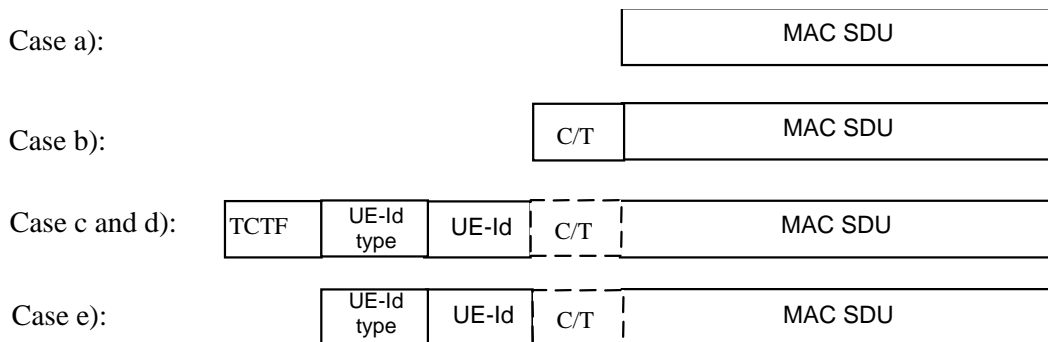 Case a): MAC SDU
Case b): C/T MAC SDU
Case c and d): TCTF UE-Id type UE-Id C/T MAC SDU
Case e): UE-Id type UE-Id C/T MAC SDU